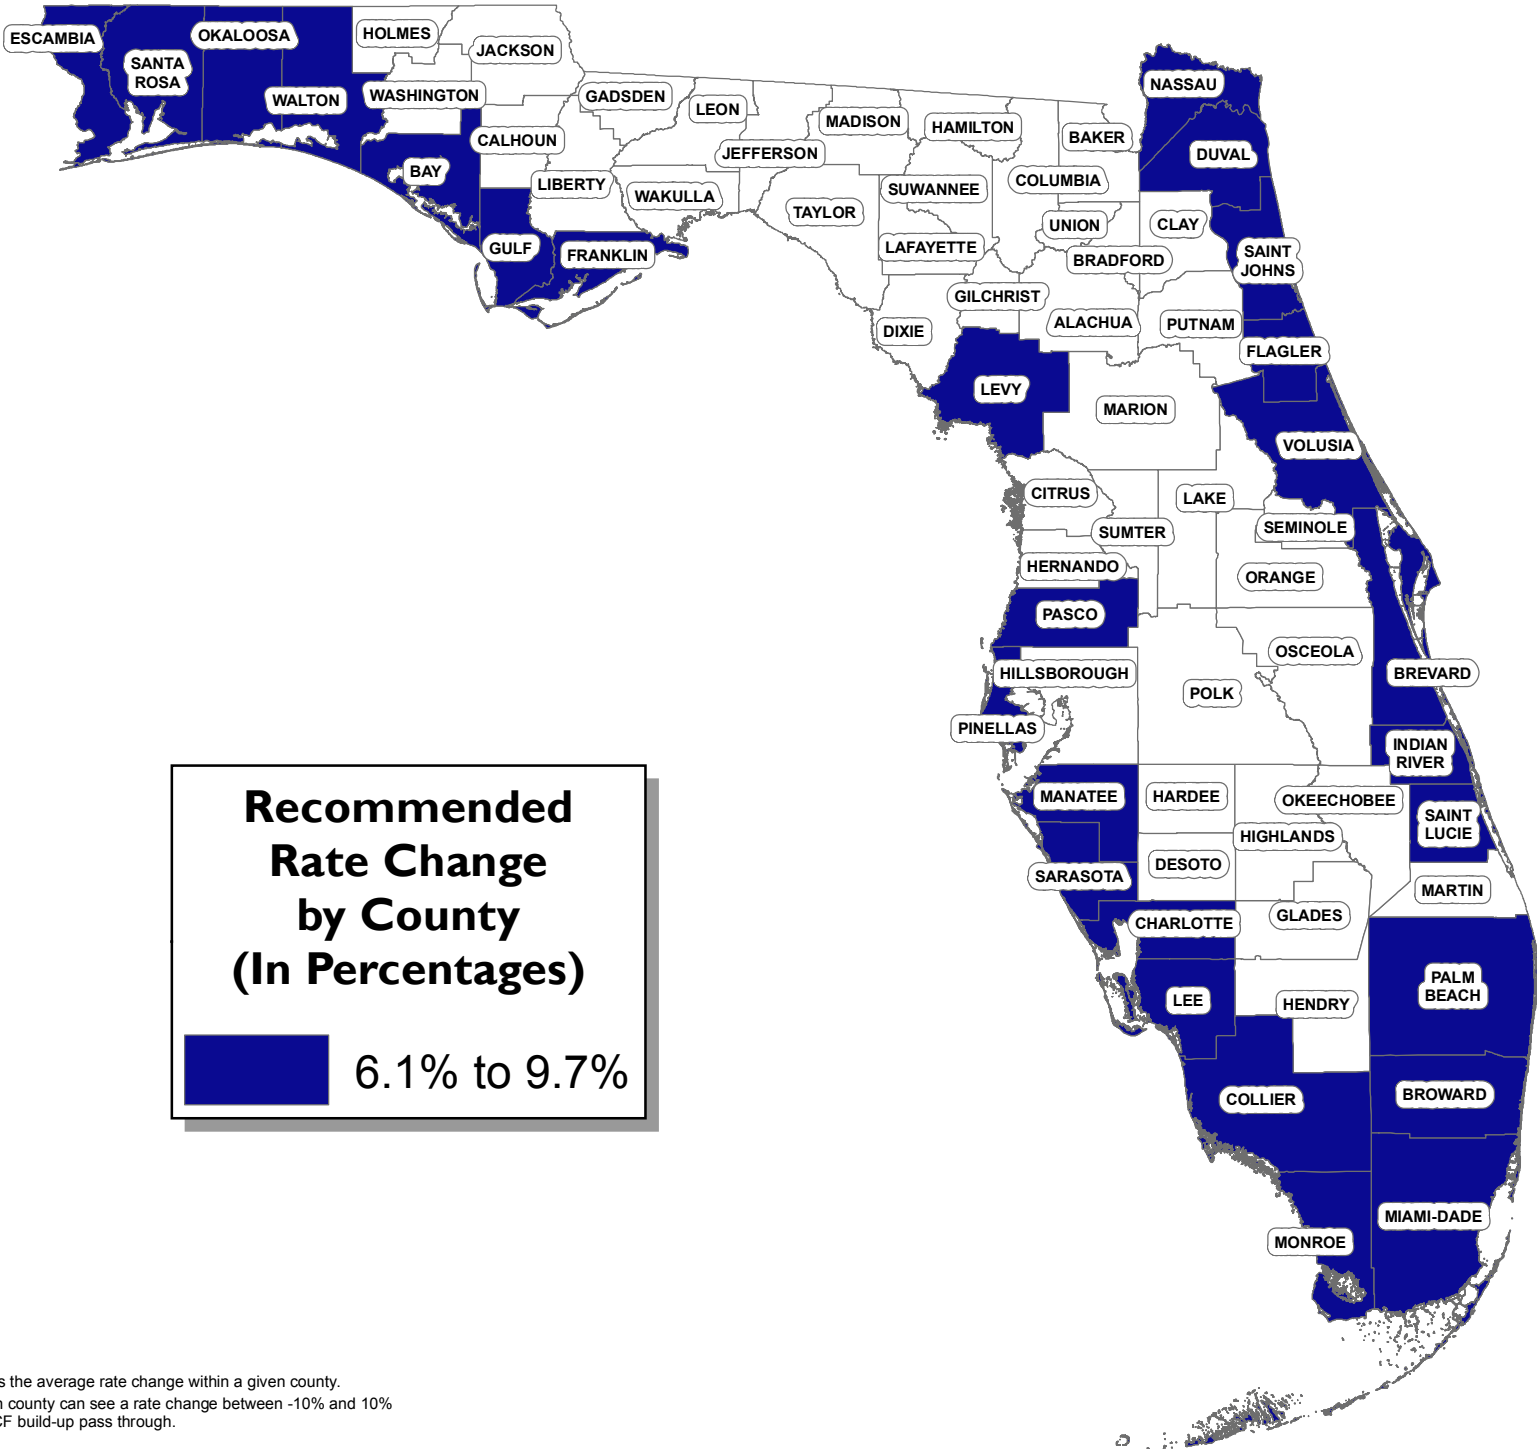 ESCAMBIA
SANTA
ROSA
OKALOOSA
WALTON
HOLMES
JACKSON
WASHINGTON
BAY
CALHOUN
GULF
GADSDEN
LIBERTY
FRANKLIN
LEON
WAKULLA
JEFFERSON
MADISON
TAYLOR
HAMILTON
SUWANNEE
LAFAYETTE
DIXIE
COLUMBIA
GILCHRIST
BAKER
UNION
BRADFORD
ALACHUA
NASSAU
DUVAL
CLAY
SAINT
JOHNS
PUTNAM
FLAGLER
LEVY
MARION
VOLUSIA
CITRUS
SUMTER
LAKE
SEMINOLE
HERNANDO
ORANGE
PASCO
HILLSBOROUGH
PINELLAS
POLK
OSCEOLA
BREVARD
INDIAN
RIVER
MANATEE
HARDEE
OKEECHOBEE
HIGHLANDS
SAINT
LUCIE
SARASOTA
DESOTO
MARTIN
CHARLOTTE
GLADES
LEE
HENDRY
PALM
BEACH
COLLIER
BROWARD
MONROE
MIAMI-DADE
Recommended
Rate Change
by County
(In Percentages)
6.1% to 9.7%
the average rate change within a given county.
county can see a rate change between -10% and 10%
build-up pass through.